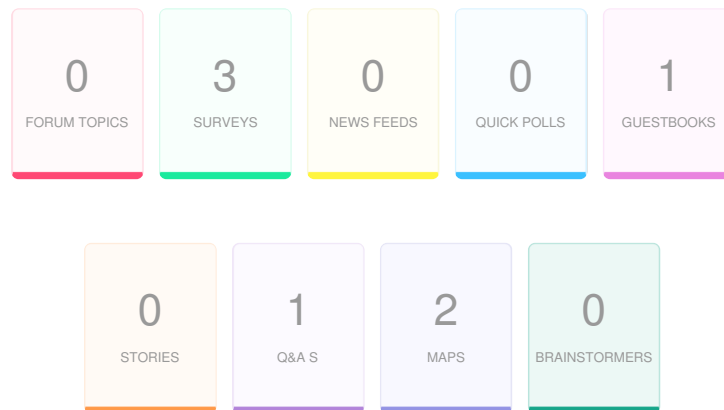 0 3 0 0 1
FORUM TOPICS SURVEYS NEWS FEEDS QUICK POLLS GUESTBOOKS
0 1 2 0
STORIES Q&A S MAPS BRAINSTORMERS